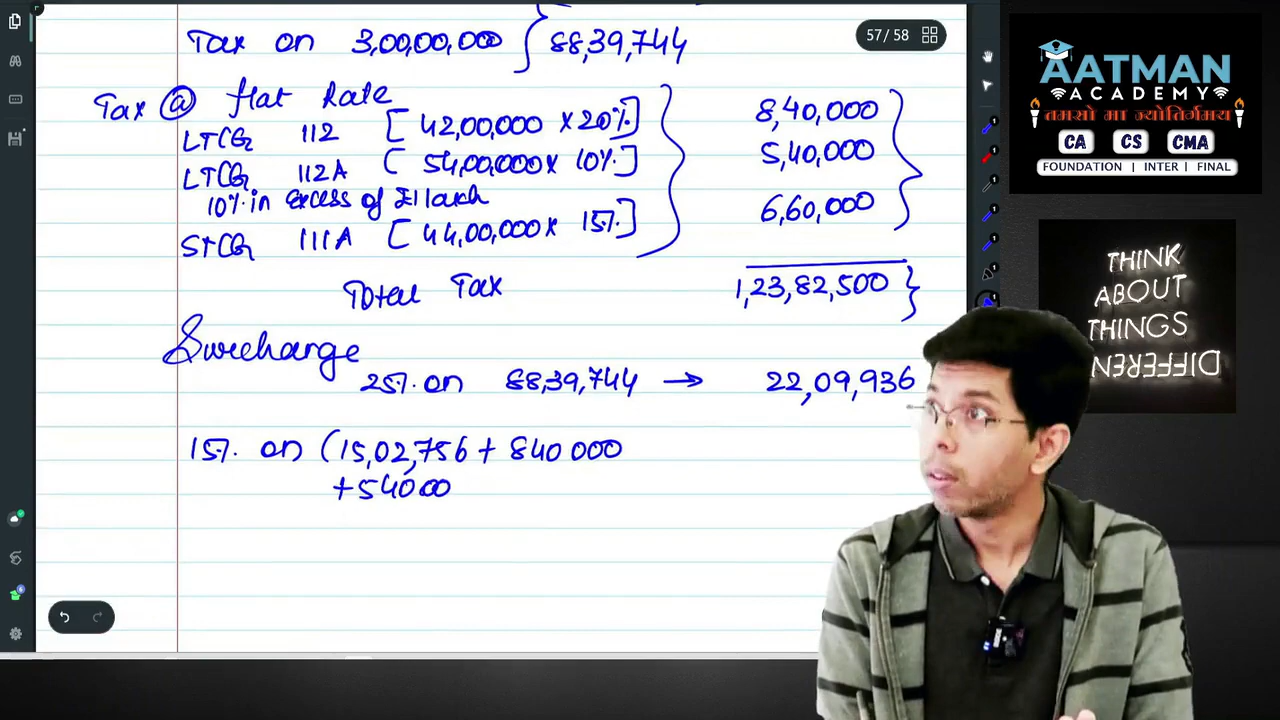 Tax on 3,00,00,000 88,39,744
57 / 58
Tax @ flat Rate
LTCG 112 [42,00,000 x 20%] 8,40,000
LTCG 112A [54,00,000 x 10%] 5,40,000
10% in excess of ₹1 lakh
STCG 111A [44,00,000 x 15%] 6,60,000
Total Tax 1,23,82,500
Surcharge
25% on 88,39,744 → 22,09,936
15% on (15,02,756 + 840000
+54000
AATMAN
ACADEMY
तमसो मा ज्योतिर्गमय
CA CS CMA
FOUNDATION | INTER | FINAL
THINK
ABOUT
THINGS
DIFFEREN